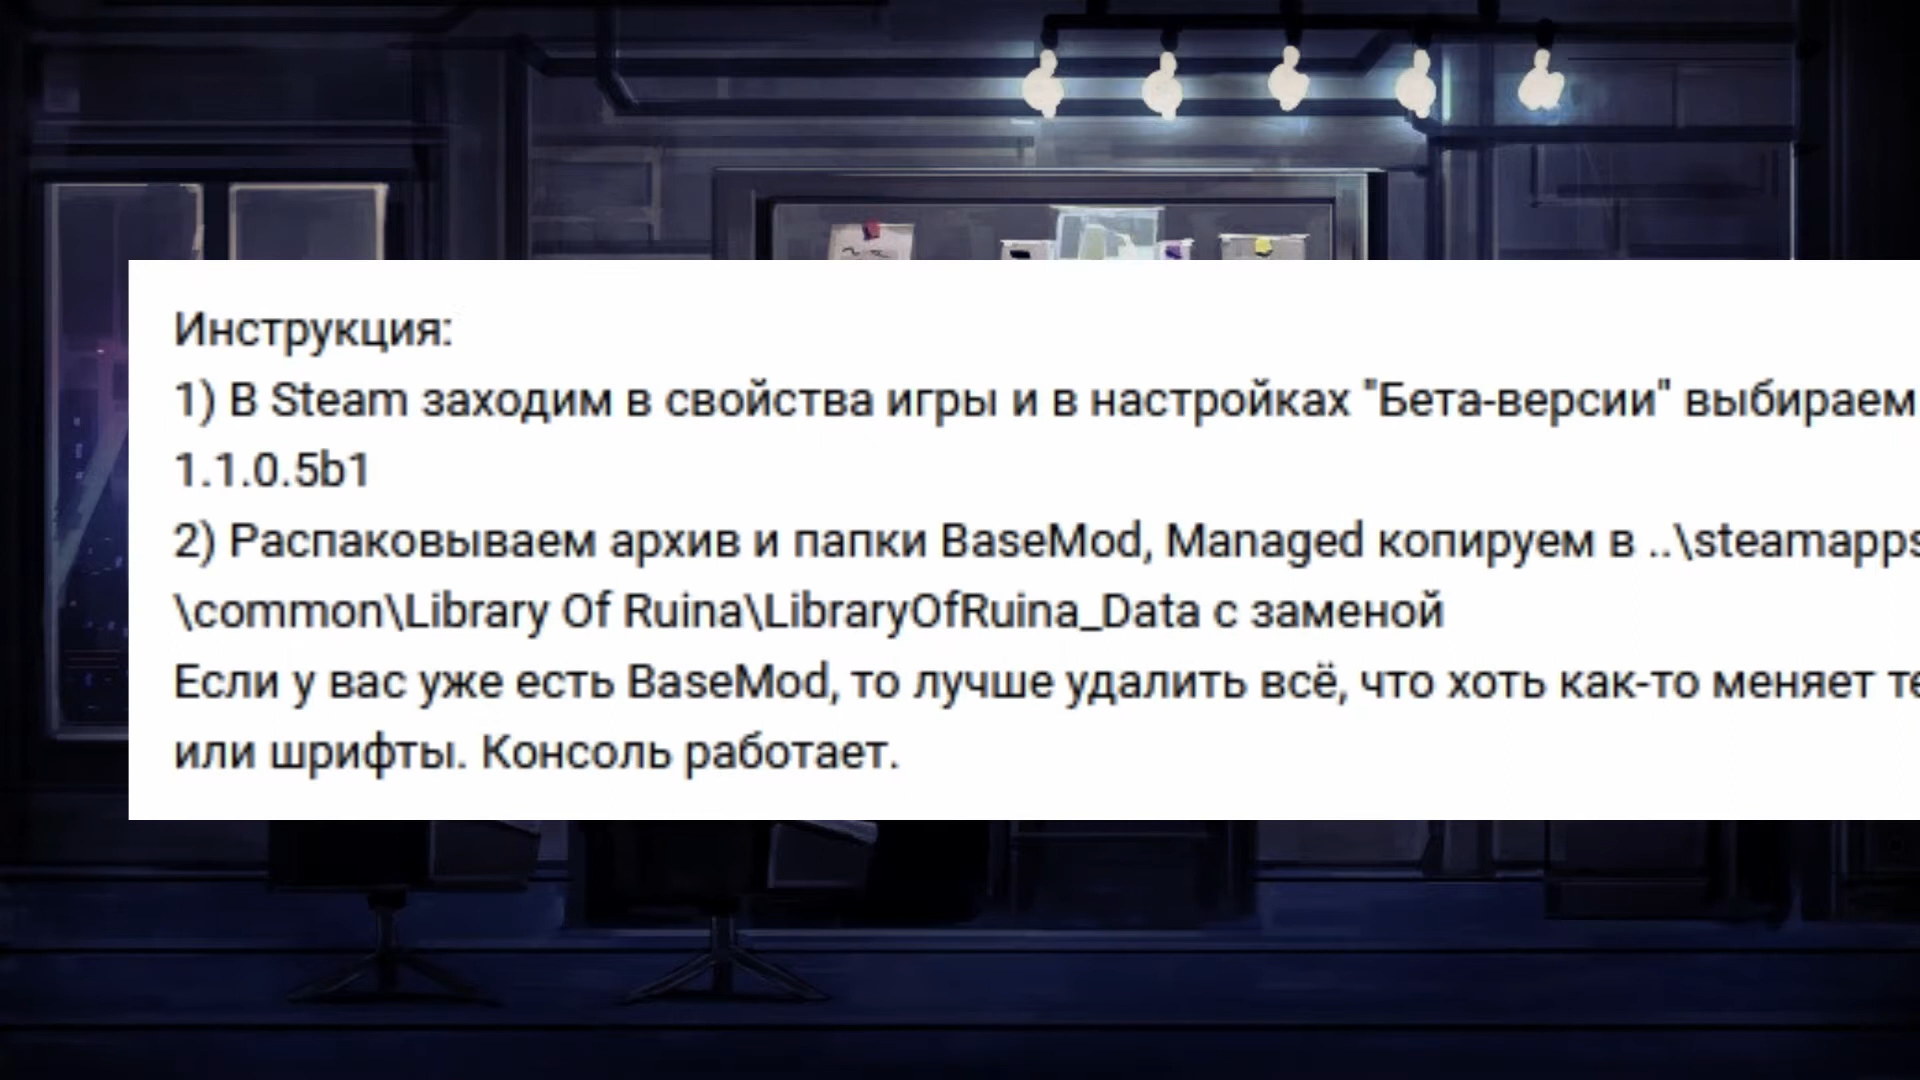 Инструкция:
1) В Steam заходим в свойства игры и в настройках "Бета-версии" выбираем
1.1.0.5b1
2) Распаковываем архив и папки BaseMod, Managed копируем в ..\steamapps
\common\Library Of Ruina\LibraryOfRuina_Data с заменой
Если у вас уже есть BaseMod, то лучше удалить всё, что хоть как-то меняет
или шрифты. Консоль работает.